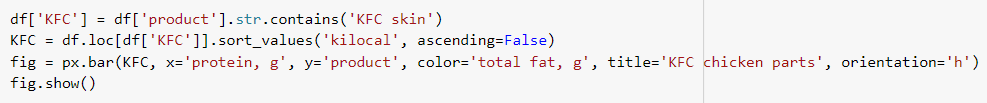 df['KFC'] = df['product'].str.contains('KFC skin')
KFC = df.loc[df['KFC']].sort_values('kilocal', ascending=False)
fig = px.bar(KFC, x='protein, g', y='product', color='total fat, g', title='KFC chicken parts', orientation='h')
fig.show()